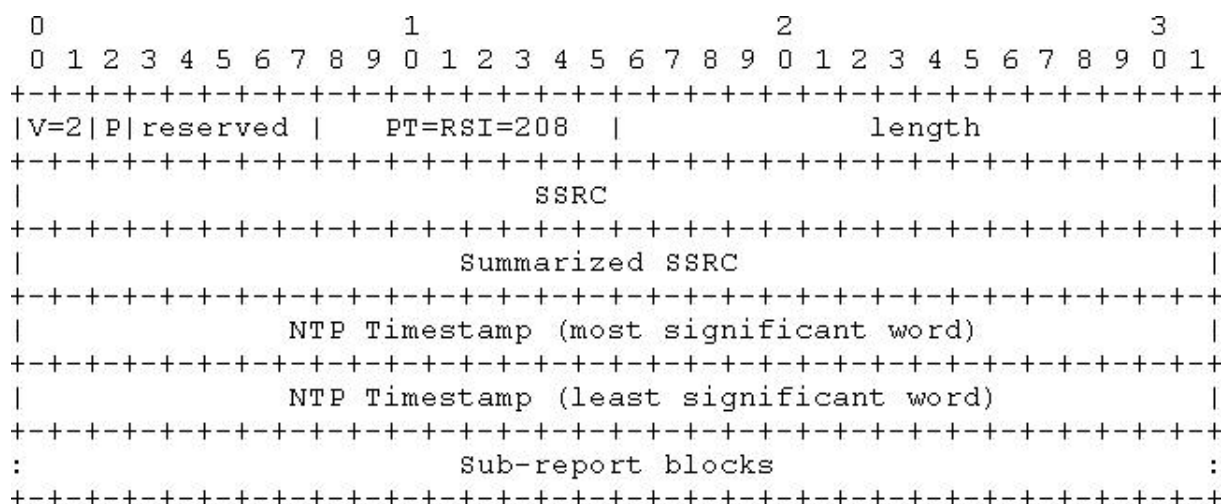 0                   1                   2                   3
 0 1 2 3 4 5 6 7 8 9 0 1 2 3 4 5 6 7 8 9 0 1 2 3 4 5 6 7 8 9 0 1
+-+-+-+-+-+-+-+-+-+-+-+-+-+-+-+-+-+-+-+-+-+-+-+-+-+-+-+-+-+-+-+-+
|V=2|P|reserved |   PT=RSI=208  |             length            |
+-+-+-+-+-+-+-+-+-+-+-+-+-+-+-+-+-+-+-+-+-+-+-+-+-+-+-+-+-+-+-+-+
|                           SSRC                                |
+-+-+-+-+-+-+-+-+-+-+-+-+-+-+-+-+-+-+-+-+-+-+-+-+-+-+-+-+-+-+-+-+
|                       Summarized SSRC                         |
+-+-+-+-+-+-+-+-+-+-+-+-+-+-+-+-+-+-+-+-+-+-+-+-+-+-+-+-+-+-+-+-+
|              NTP Timestamp (most significant word)            |
+-+-+-+-+-+-+-+-+-+-+-+-+-+-+-+-+-+-+-+-+-+-+-+-+-+-+-+-+-+-+-+-+
|              NTP Timestamp (least significant word)           |
+-+-+-+-+-+-+-+-+-+-+-+-+-+-+-+-+-+-+-+-+-+-+-+-+-+-+-+-+-+-+-+-+
:                       Sub-report blocks                       :
+-+-+-+-+-+-+-+-+-+-+-+-+-+-+-+-+-+-+-+-+-+-+-+-+-+-+-+-+-+-+-+-+